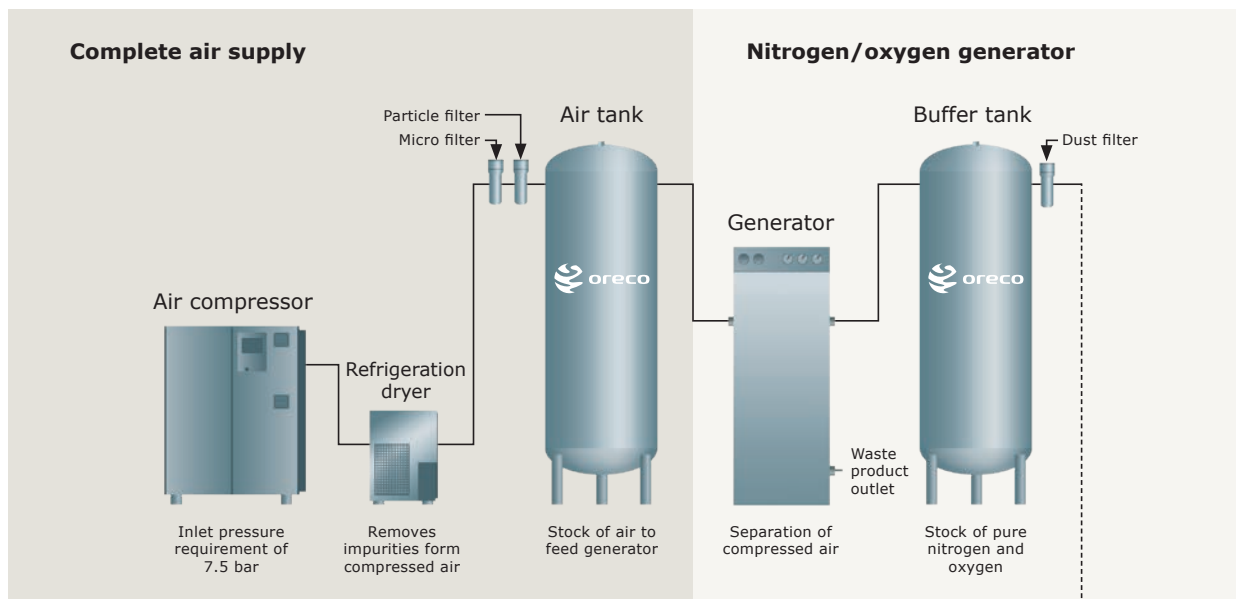 Complete air supply
Nitrogen/oxygen generator
Particle filter
Micro filter
Air tank
Buffer tank
Dust filter
Generator
oreco
oreco
Air compressor
Refrigeration
dryer
Waste
product
outlet
Inlet pressure
requirement of
7.5 bar
Removes
impurities form
compressed air
Stock of air to
feed generator
Separation of
compressed air
Stock of pure
nitrogen and
oxygen